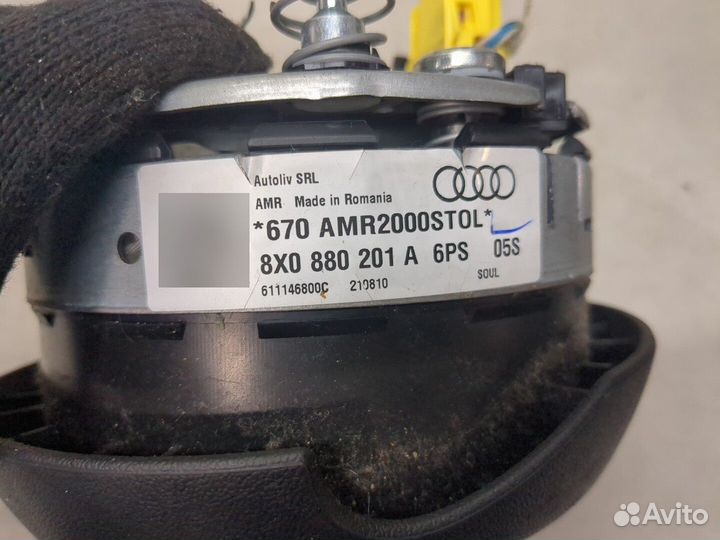 Autoliv SRL
AMR Made in Romania
*670 AMR2000STOL*
8X0 880 201 A 6PS 05S
611146800C 210810
SOUL
Avito